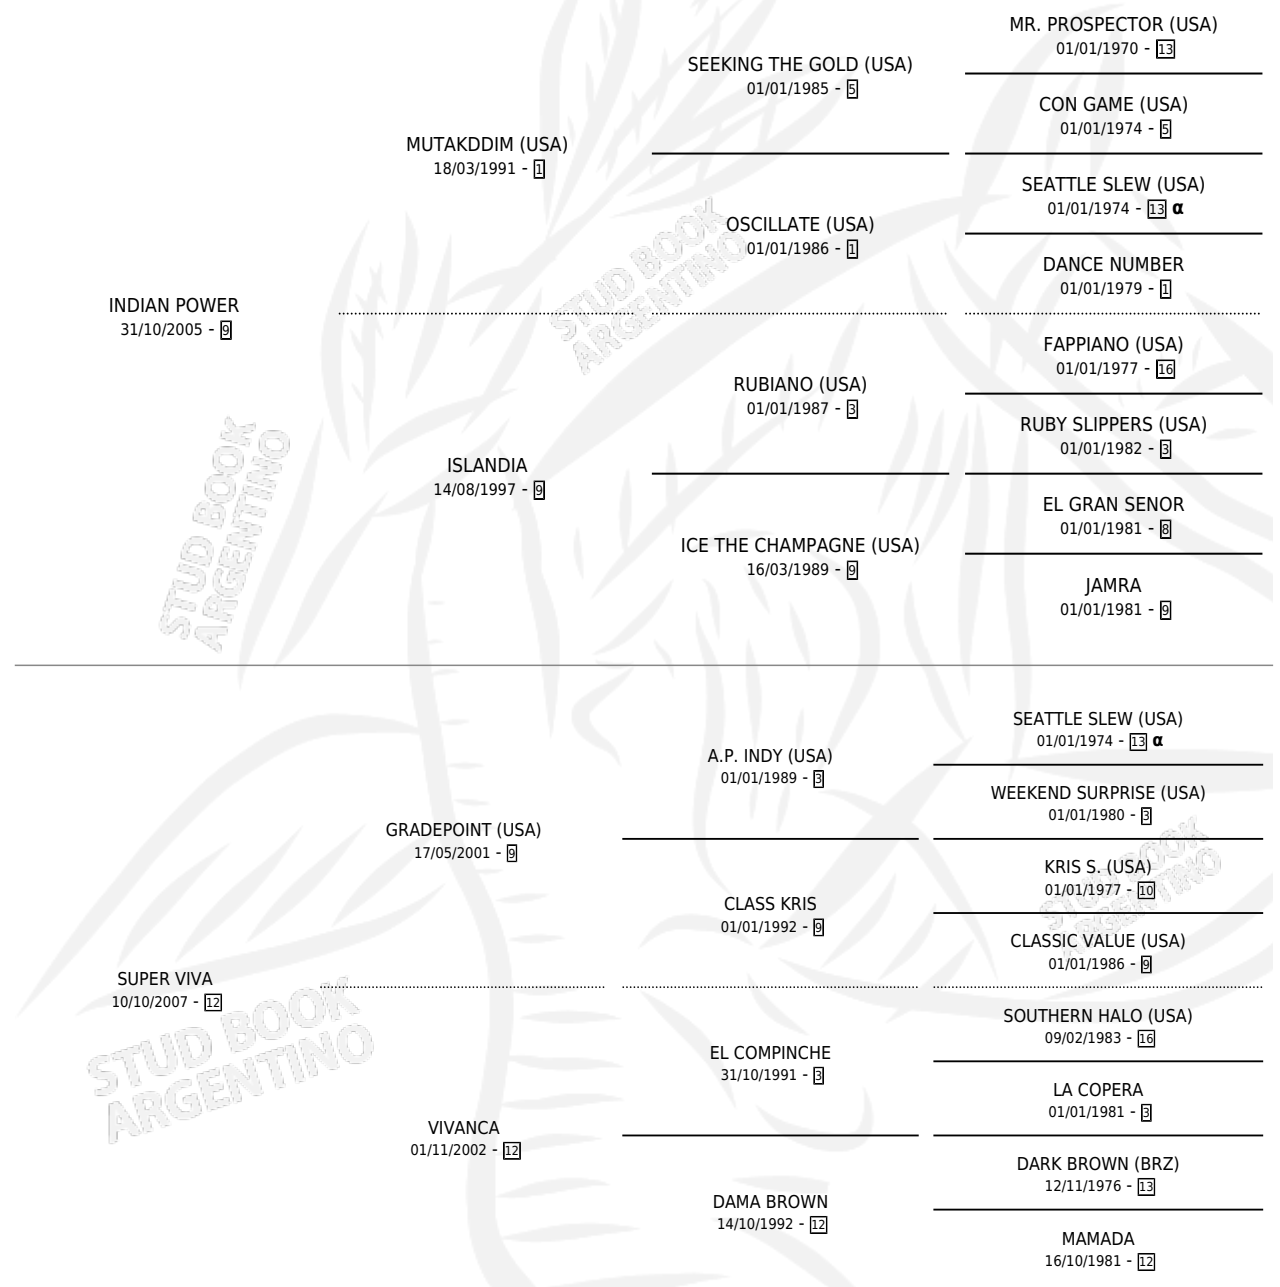 MR. PROSPECTOR (USA)
01/01/1970 - 13
SEEKING THE GOLD (USA)
01/01/1985 - 5
CON GAME (USA)
01/01/1974 - 5
MUTAKDDIM (USA)
18/03/1991 - 1
SEATTLE SLEW (USA)
01/01/1974 - 13 α
OSCILLATE (USA)
01/01/1986 - 1
DANCE NUMBER
01/01/1979 - 1
INDIAN POWER
31/10/2005 - 9
FAPPIANO (USA)
01/01/1977 - 16
RUBIANO (USA)
01/01/1987 - 3
RUBY SLIPPERS (USA)
01/01/1982 - 3
ISLANDIA
14/08/1997 - 9
EL GRAN SENOR
01/01/1981 - 8
ICE THE CHAMPAGNE (USA)
16/03/1989 - 9
JAMRA
01/01/1981 - 9
STUD BOOK
ARGENTINO
STUD BOOK
ARGENTINO
SEATTLE SLEW (USA)
01/01/1974 - 13 α
A.P. INDY (USA)
01/01/1989 - 3
WEEKEND SURPRISE (USA)
01/01/1980 - 3
GRADEPOINT (USA)
17/05/2001 - 9
KRIS S. (USA)
01/01/1977 - 10
CLASS KRIS
01/01/1992 - 9
CLASSIC VALUE (USA)
01/01/1986 - 9
SUPER VIVA
10/10/2007 - 12
SOUTHERN HALO (USA)
09/02/1983 - 16
EL COMPINCHE
31/10/1991 - 3
LA COPERA
01/01/1981 - 3
VIVANCA
01/11/2002 - 12
DARK BROWN (BRZ)
12/11/1976 - 13
DAMA BROWN
14/10/1992 - 12
MAMADA
16/10/1981 - 12
STUD BOOK
ARGENTINO
STUD BOOK
ARGENTINO